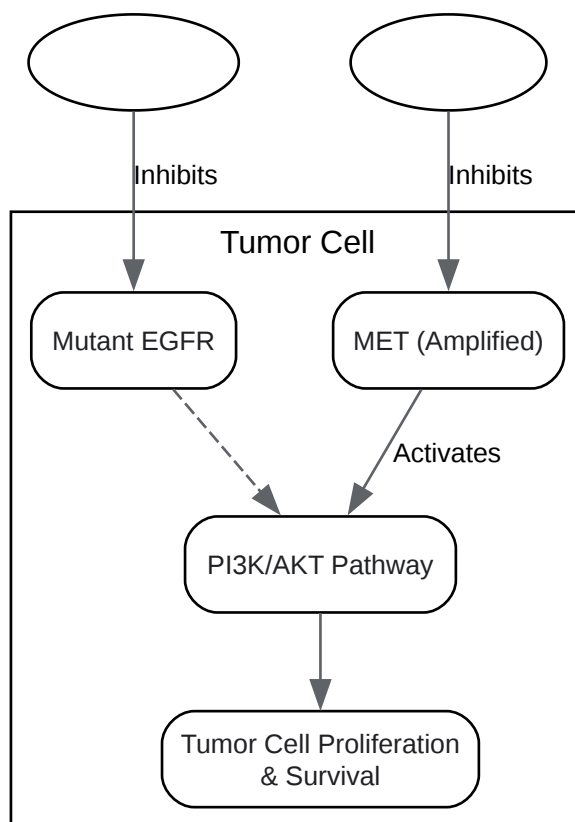 Inhibits
Inhibits
Tumor Cell
Mutant EGFR
MET (Amplified)
Activates
PI3K/AKT Pathway
Tumor Cell Proliferation
& Survival